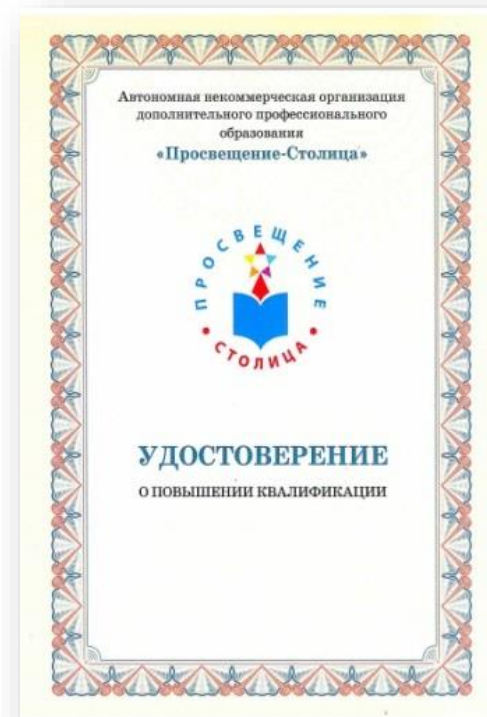 Автономная некоммерческая организация
дополнительного профессионального
образования
«Просвещение-Столица»
ПРОСВЕЩЕНИЕ
• СТОЛИЦА •
УДОСТОВЕРЕНИЕ
О ПОВЫШЕНИИ КВАЛИФИКАЦИИ